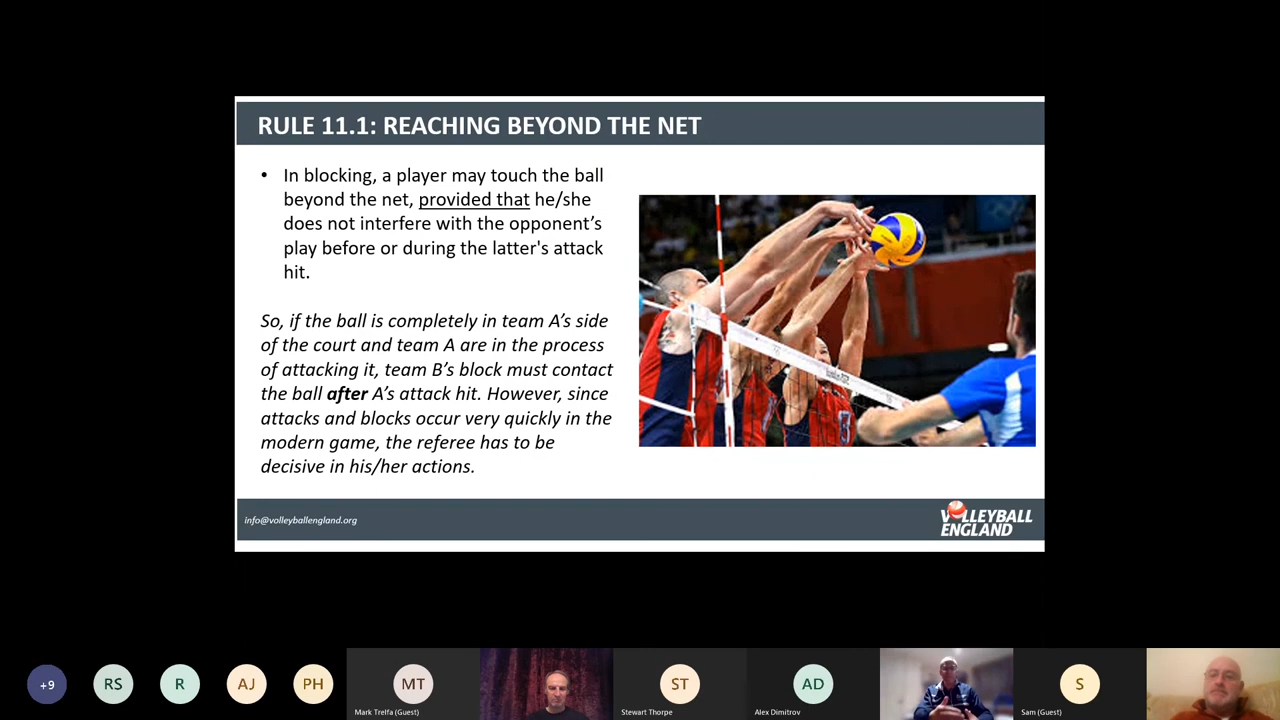 RULE 11.1: REACHING BEYOND THE NET
• In blocking, a player may touch the ball
beyond the net, provided that he/she
does not interfere with the opponent’s
play before or during the latter's attack
hit.
So, if the ball is completely in team A’s side
of the court and team A are in the process
of attacking it, team B’s block must contact
the ball after A’s attack hit. However, since
attacks and blocks occur very quickly in the
modern game, the referee has to be
decisive in his/her actions.
info@volleyballengland.org
VOLLEYBALL
ENGLAND
+9
RS
R
AJ
PH
MT
Mark Trelfa (Guest)
ST
Stewart Thorpe
AD
Alex Dimitrov
S
Sam (Guest)